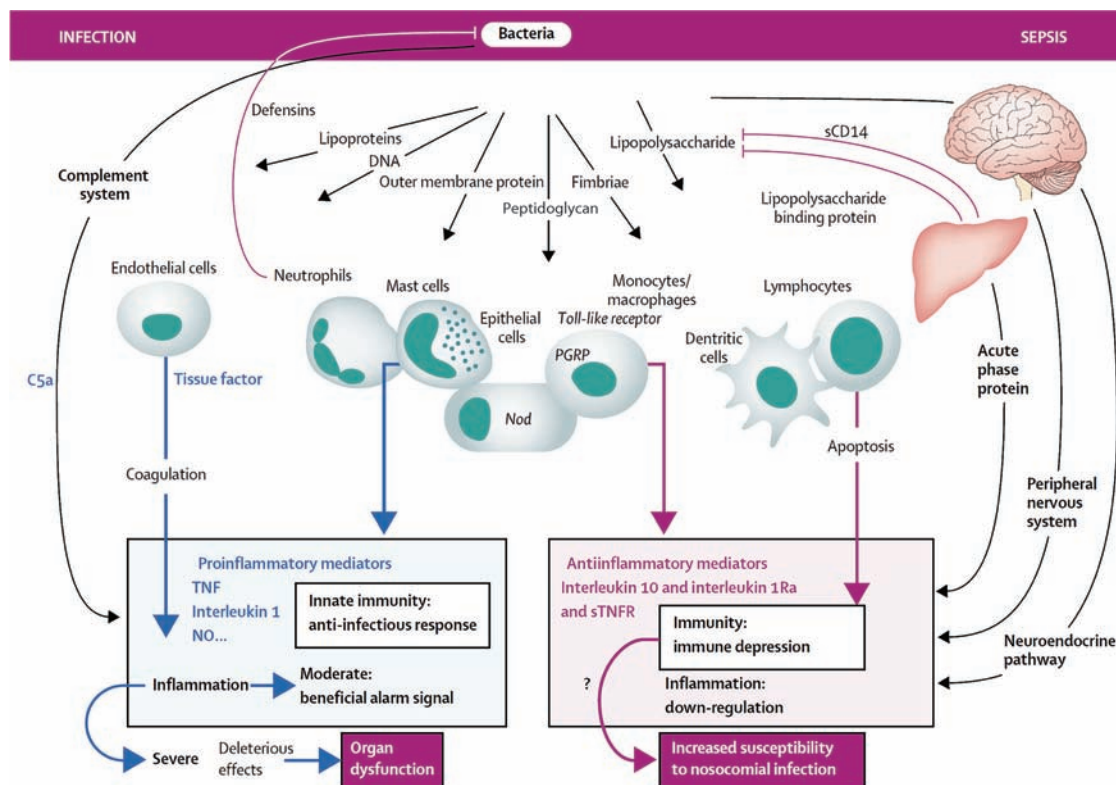 INFECTION
Bacteria
SEPSIS
Defensins
Lipoproteins
DNA
Outer membrane protein
Peptidoglycan
Fimbriae
Lipopolysaccharide
sCD14
Lipopolysaccharide
binding protein
Complement
system
Endothelial cells
Neutrophils
Mast cells
Epithelial
cells
Monocytes/
macrophages
Toll-like receptor
PGRP
Nod
Lymphocytes
Dentritic
cells
C5a
Tissue factor
Coagulation
Apoptosis
Acute
phase
protein
Peripheral
nervous
system
Neuroendocrine
pathway
Proinflammatory mediators
TNF
Interleukin 1
NO...
Innate immunity:
anti-infectious response
Inflammation
Moderate:
beneficial alarm signal
Severe
Deleterious
effects
Organ
dysfunction
Antiinflammatory mediators
Interleukin 10 and interleukin 1Ra
and sTNFR
Immunity:
immune depression
?
Inflammation:
down-regulation
Increased susceptibility
to nosocomial infection